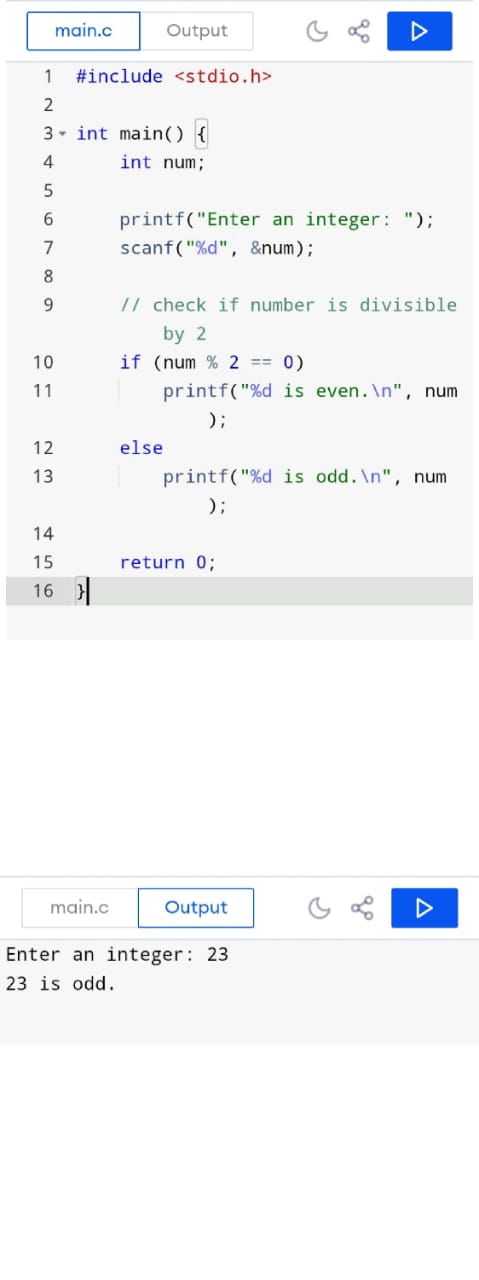 main.c Output
1 #include <stdio.h>
2
3 int main() {
4     int num;
5
6     printf("Enter an integer: ");
7     scanf("%d", &num);
8
9     // check if number is divisible
        by 2
10     if (num % 2 == 0)
11         printf("%d is even.\n", num
            );
12     else
13         printf("%d is odd.\n", num
            );
14
15     return 0;
16 }
main.c Output
Enter an integer: 23
23 is odd.